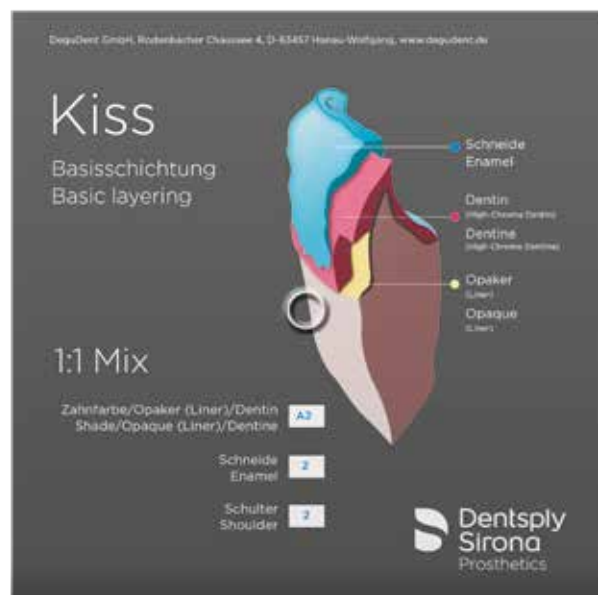 DeguDent GmbH, Rodenbacher Chaussee 4, D-63457 Hanau-Wolfgang, www.degudent.de
Kiss
Basisschichtung
Basic layering
Schneide
Enamel
Dentin
(High-Chroma Dentin)
Dentine
(High-Chroma Dentine)
Opaker
(Liner)
Opaque
(Liner)
1:1 Mix
Zahnfarbe/Opaker (Liner)/Dentin
Shade/Opaque (Liner)/Dentine
A2
Schneide
Enamel
2
Schulter
Shoulder
2
Dentsply
Sirona
Prosthetics